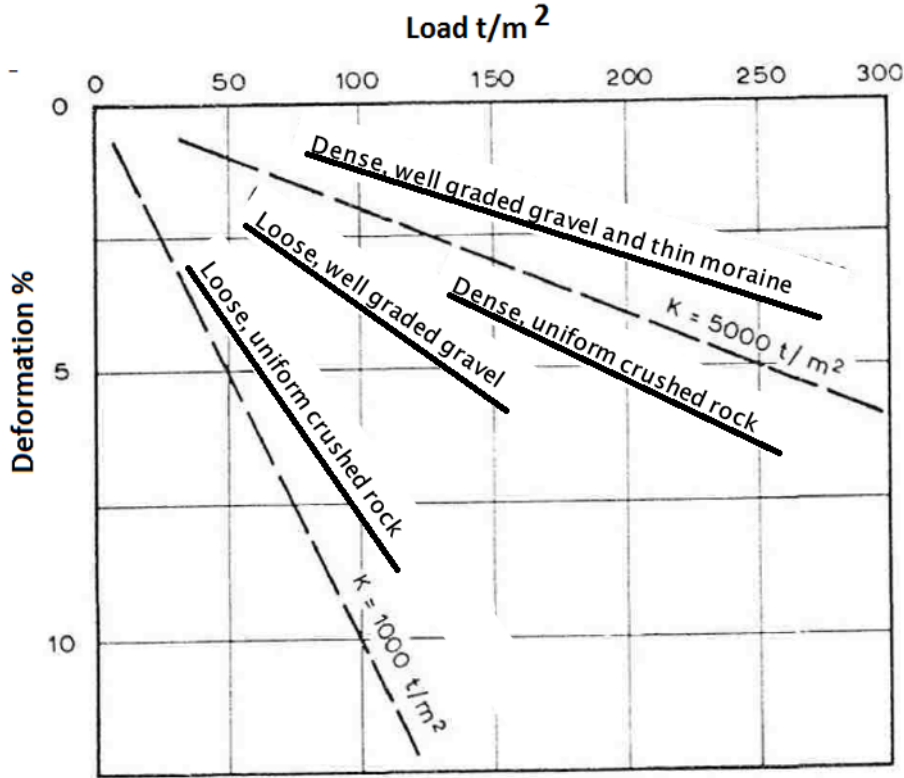 Load t/m²
0 50 100 150 200 250 300
0
Dense, well graded gravel and thin moraine
Loose, well graded gravel
Loose, uniform crushed rock
Dense, uniform crushed rock
K = 5000 t/m²
5
Deformation %
K = 1000 t/m²
10